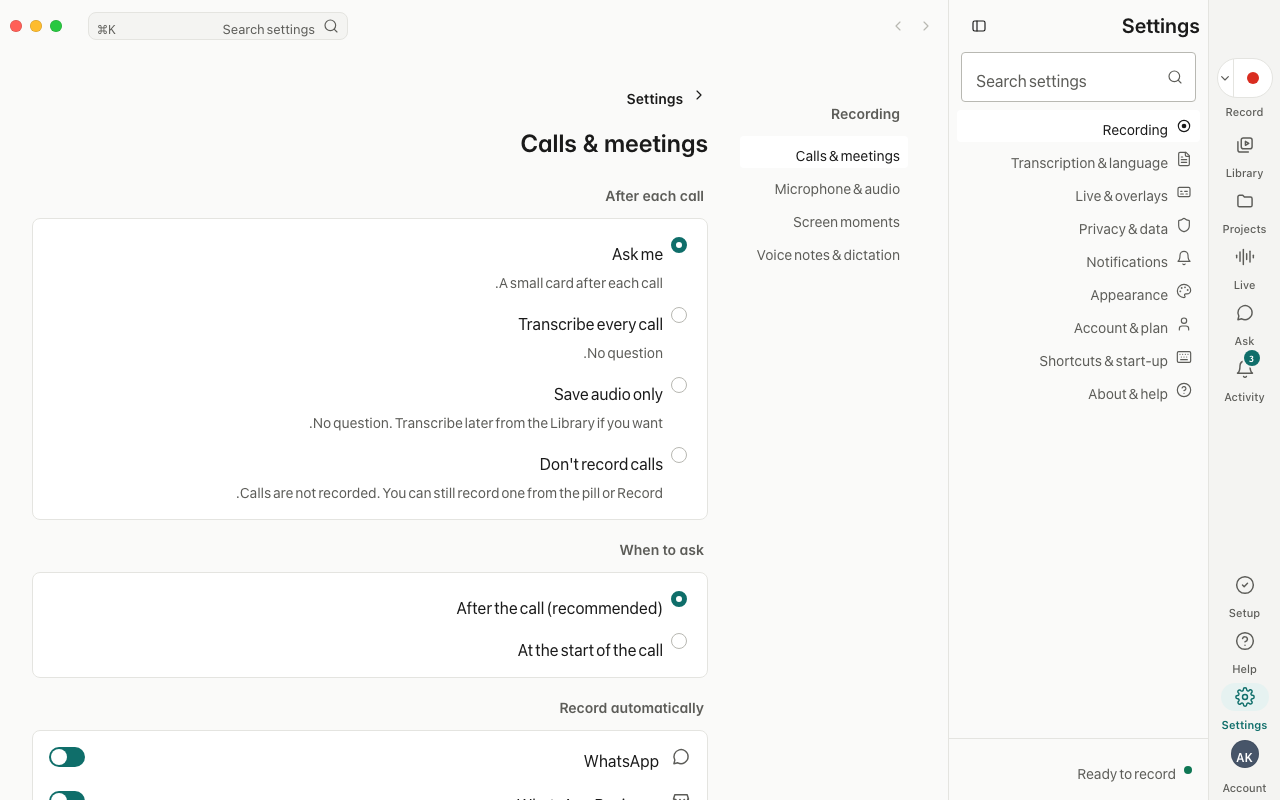 ⌘K
Search settings
Settings
Search settings
Recording
Transcription & language
Live & overlays
Privacy & data
Notifications
Appearance
Account & plan
Shortcuts & start-up
About & help
Ready to record
Record
Library
Projects
Live
Ask
3
Activity
Setup
Help
Settings
AK
Account
Recording
Calls & meetings
Microphone & audio
Screen moments
Voice notes & dictation
Settings
Calls & meetings
After each call
Ask me
.A small card after each call
Transcribe every call
.No question
Save audio only
.No question. Transcribe later from the Library if you want
Don't record calls
.Calls are not recorded. You can still record one from the pill or Record
When to ask
After the call (recommended)
At the start of the call
Record automatically
WhatsApp